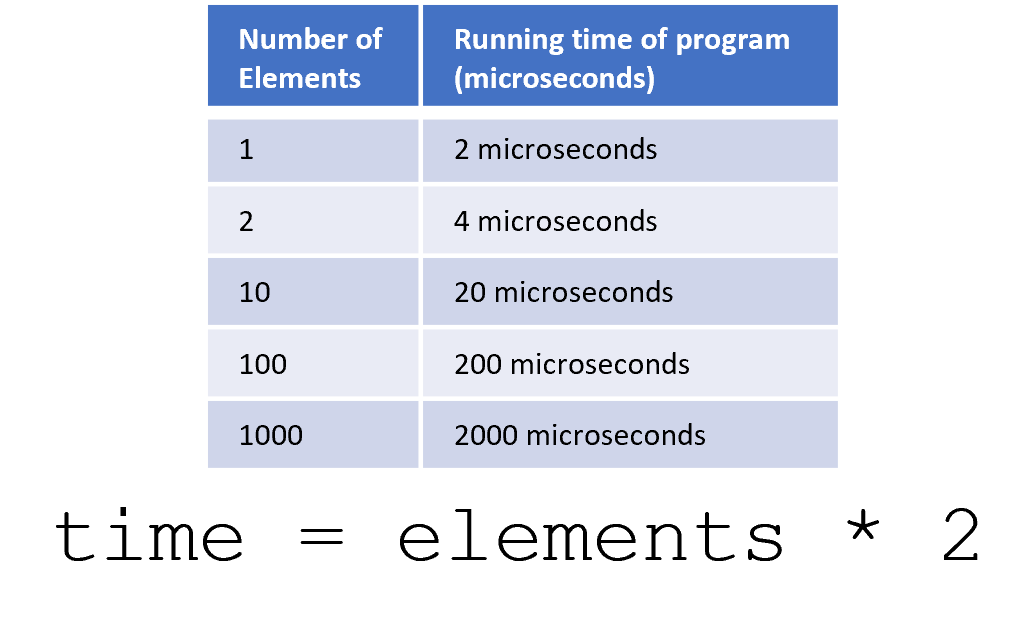 Number of Running time of program
Elements (microseconds)
1 2 microseconds
2 4 microseconds
10 20 microseconds
100 200 microseconds
1000 2000 microseconds
time = elements * 2